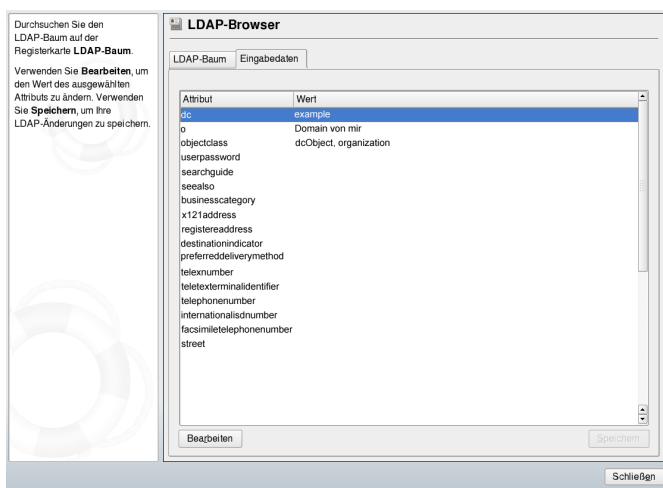 Durchsuchen Sie den
LDAP-Baum auf der
Registerkarte LDAP-Baum.
Verwenden Sie Bearbeiten, um
den Wert des ausgewählten
Attributs zu ändern. Verwenden
Sie Speichern, um Ihre
LDAP-Änderungen zu speichern.
LDAP-Browser
LDAP-Baum Eingabedaten
Attribut Wert
dc example
o Domain von mir
objectclass dcObject, organization
userpassword
searchguide
seealso
businesscategory
x121address
registereaddress
destinationindicator
preferreddeliverymethod
telexnumber
teletexterminalidentifier
telephonenumber
internationalisdnumber
facsimiletelephonenumber
street
Bearbeiten Speichern
Schließen